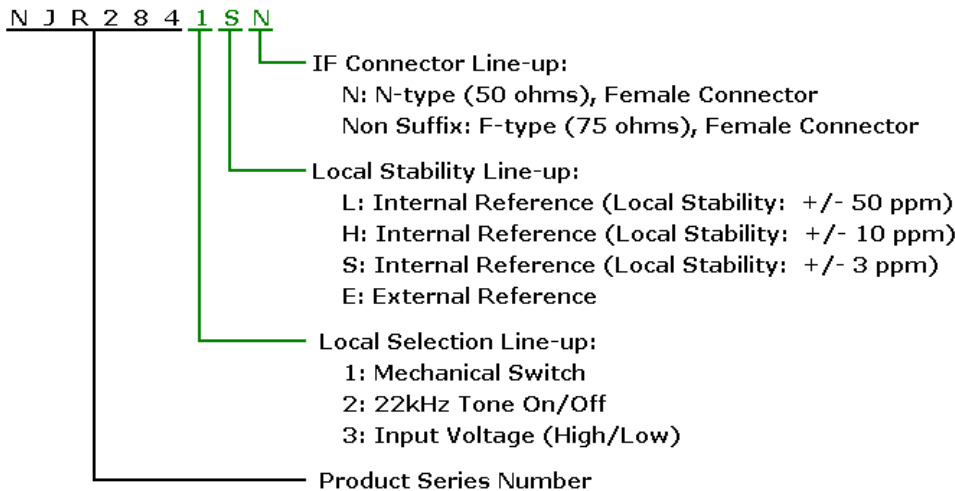 N J R 2 8 4 1 S N
IF Connector Line-up:
N: N-type (50 ohms), Female Connector
Non Suffix: F-type (75 ohms), Female Connector
Local Stability Line-up:
L: Internal Reference (Local Stability: +/- 50 ppm)
H: Internal Reference (Local Stability: +/- 10 ppm)
S: Internal Reference (Local Stability: +/- 3 ppm)
E: External Reference
Local Selection Line-up:
1: Mechanical Switch
2: 22kHz Tone On/Off
3: Input Voltage (High/Low)
Product Series Number